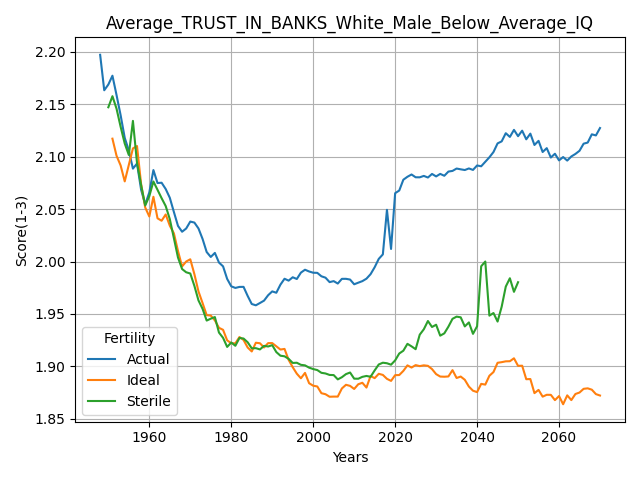 Average_TRUST_IN_BANKS_White_Male_Below_Average_IQ
2.20
2.15
2.10
2.05
2.00
1.95
1.90
1.85
Score(1-3)
Fertility
Actual
Ideal
Sterile
1960 1980 2000 2020 2040 2060
Years